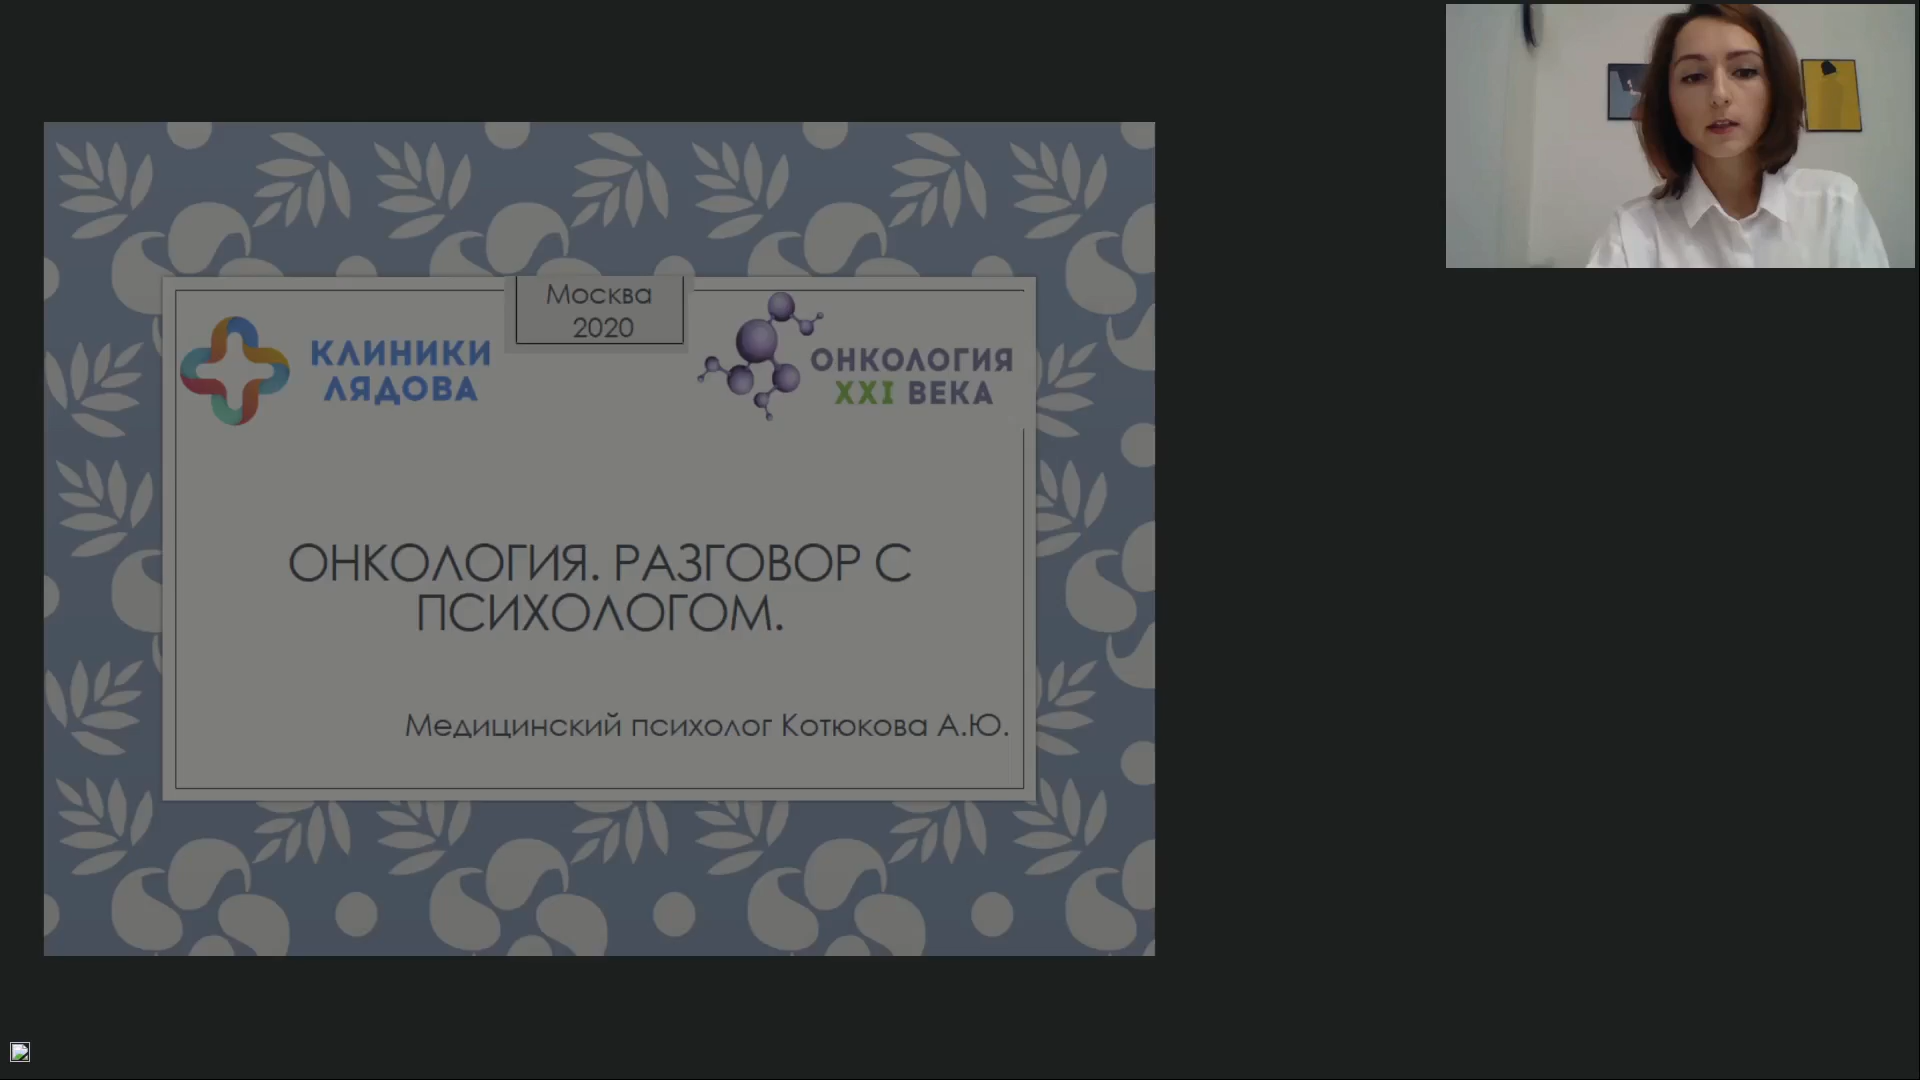 Москва
2020
КЛИНИКИ
ЛЯДОВА
ОНКОЛОГИЯ
XXI ВЕКА
ОНКОЛОГИЯ. РАЗГОВОР С
ПСИХОЛОГОМ.
Медицинский психолог Котюкова А.Ю.